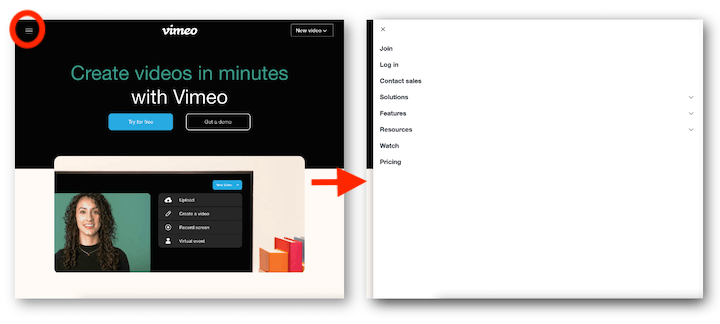 vimeo
New video
Create videos in minutes
with Vimeo
Try for free
Get a demo
New Video
Upload
Create a video
Record screen
Virtual event
Join
Log in
Contact sales
Solutions
Features
Resources
Watch
Pricing